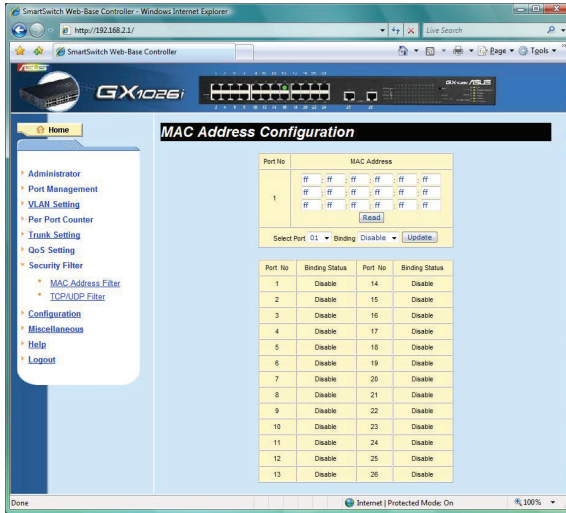 SmartSwitch Web-Base Controller - Windows Internet Explorer
http://192.168.2.1/
Live Search
SmartSwitch Web-Base Controller
Page
Tools
GX1026i
Home
Administrator
Port Management
VLAN Setting
Per Port Counter
Trunk Setting
QoS Setting
Security Filter
MAC Address Filter
TCP/UDP Filter
Configuration
Miscellaneous
Help
Logout
MAC Address Configuration
Port No MAC Address
1
ff : ff : ff : ff : ff : ff
ff : ff : ff : ff : ff : ff
ff : ff : ff : ff : ff : ff
Read
Select Port 01 Binding Disable Update
Port No Binding Status Port No Binding Status
1 Disable 14 Disable
2 Disable 15 Disable
3 Disable 16 Disable
4 Disable 17 Disable
5 Disable 18 Disable
6 Disable 19 Disable
7 Disable 20 Disable
8 Disable 21 Disable
9 Disable 22 Disable
10 Disable 23 Disable
11 Disable 24 Disable
12 Disable 25 Disable
13 Disable 26 Disable
Done
Internet | Protected Mode: On
100%